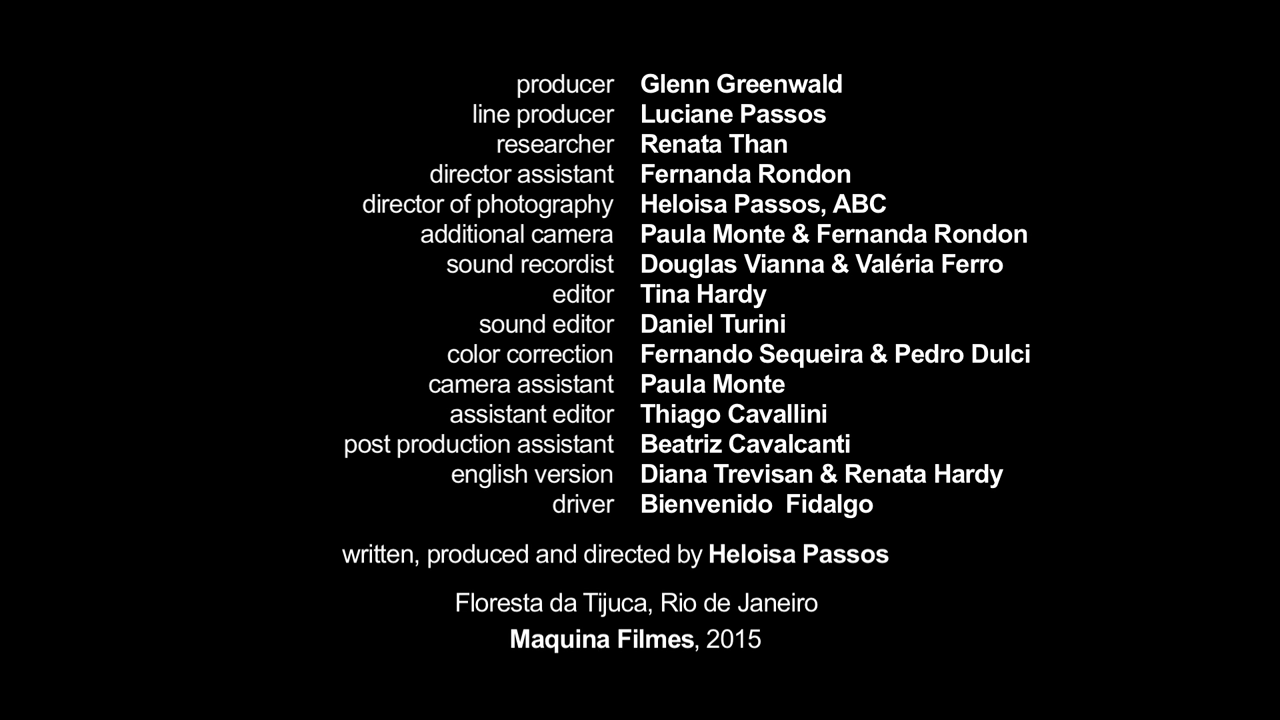 producer Glenn Greenwald
line producer Luciane Passos
researcher Renata Than
director assistant Fernanda Rondon
director of photography Heloisa Passos, ABC
additional camera Paula Monte & Fernanda Rondon
sound recordist Douglas Vianna & Valéria Ferro
editor Tina Hardy
sound editor Daniel Turini
color correction Fernando Sequeira & Pedro Dulci
camera assistant Paula Monte
assistant editor Thiago Cavallini
post production assistant Beatriz Cavalcanti
english version Diana Trevisan & Renata Hardy
driver Bienvenido  Fidalgo
written, produced and directed by Heloisa Passos
Floresta da Tijuca, Rio de Janeiro
Maquina Filmes, 2015